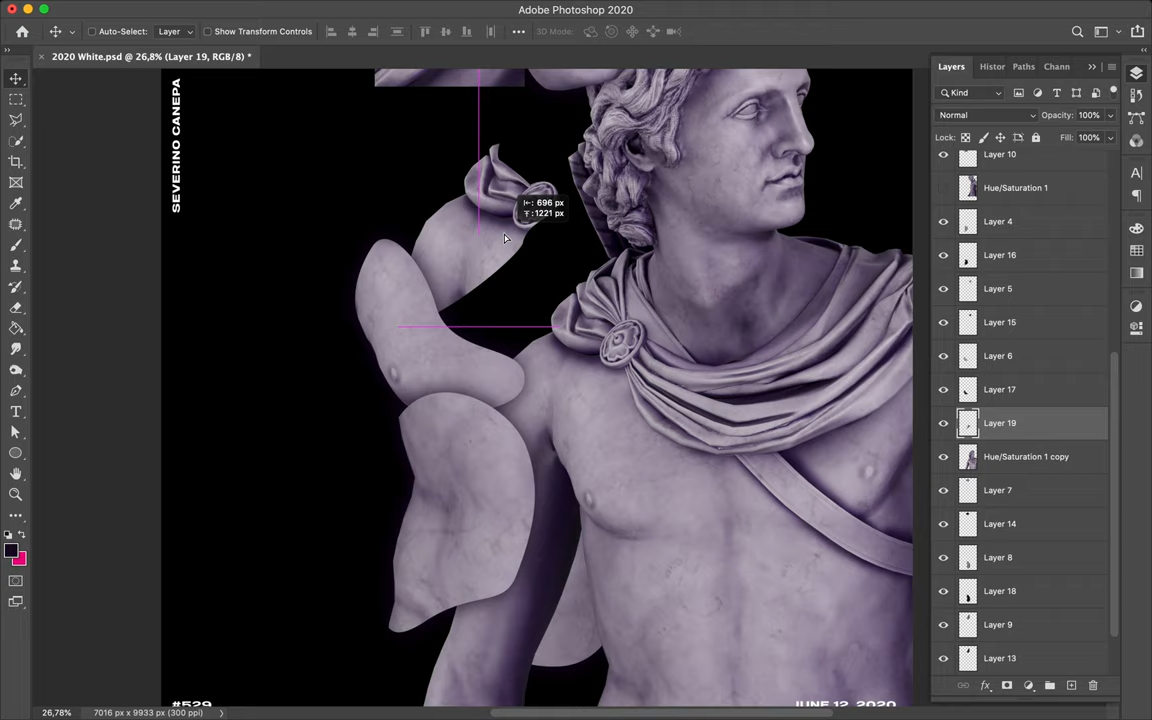 Adobe Photoshop 2020
Auto-Select:
Layer
Show Transform Controls
3D Mode:
2020 White.psd @ 26,8% (Layer 19, RGB/8) *
Layers
Histor
Paths
Chann
Kind
Normal
Opacity:
100%
Lock:
Fill:
100%
Layer 10
Hue/Saturation 1
Layer 4
Layer 16
Layer 5
Layer 15
Layer 6
Layer 17
Layer 19
Hue/Saturation 1 copy
Layer 7
Layer 14
Layer 8
Layer 18
Layer 9
Layer 13
SEVERINO CANEPA
696 px
1221 px
#529
JUNE 12, 2020
26,78%
7016 px x 9933 px (300 ppi)